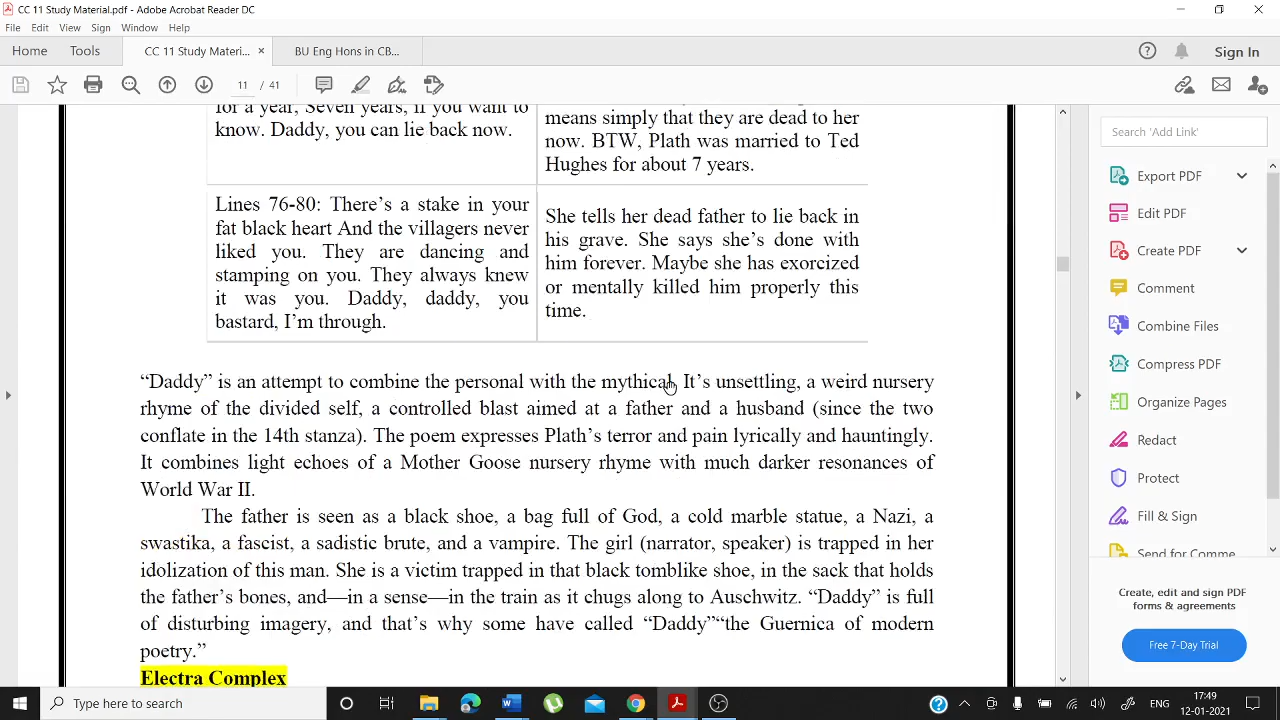 CC 11 Study Material.pdf - Adobe Acrobat Reader DC
File Edit View Sign Window Help
Home Tools CC 11 Study Materi... × BU Eng Hons in CB... Sign In
11 / 41
for a year, Seven years, if you want to
know. Daddy, you can lie back now.
means simply that they are dead to her
now. BTW, Plath was married to Ted
Hughes for about 7 years.
Lines 76-80: There's a stake in your
fat black heart And the villagers never
liked you. They are dancing and
stamping on you. They always knew
it was you. Daddy, daddy, you
bastard, I'm through.
She tells her dead father to lie back in
his grave. She says she's done with
him forever. Maybe she has exorcized
or mentally killed him properly this
time.
“Daddy” is an attempt to combine the personal with the mythical. It's unsettling, a weird nursery
rhyme of the divided self, a controlled blast aimed at a father and a husband (since the two
conflate in the 14th stanza). The poem expresses Plath's terror and pain lyrically and hauntingly.
It combines light echoes of a Mother Goose nursery rhyme with much darker resonances of
World War II.
The father is seen as a black shoe, a bag full of God, a cold marble statue, a Nazi, a
swastika, a fascist, a sadistic brute, and a vampire. The girl (narrator, speaker) is trapped in her
idolization of this man. She is a victim trapped in that black tomblike shoe, in the sack that holds
the father's bones, and—in a sense—in the train as it chugs along to Auschwitz. “Daddy” is full
of disturbing imagery, and that's why some have called “Daddy”“the Guernica of modern
poetry.”
Electra Complex
Search 'Add Link'
Export PDF
Edit PDF
Create PDF
Comment
Combine Files
Compress PDF
Organize Pages
Redact
Protect
Fill & Sign
Send for Comme
Create, edit and sign PDF
forms & agreements
Free 7-Day Trial
Type here to search
ENG
17:49
12-01-2021